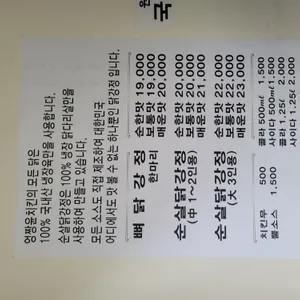 원
국
엉짱윤치킨의 모든 닭은
100% 국내산 냉장육만을 사용합니다.
순살닭강정은 100% 냉장 닭다리살만을
사용하여 만들고 있습니다.
모든 소스도 직접 제조하여 대한민국
어디에서도 맛 볼 수 없는 하나뿐인 닭강정 입니다.
뼈 닭 강정
한마리
순한맛 19,000
보통맛 19,000
매운맛 20,000
순살닭강정
(中 1~2인용)
순한맛 20,000
보통맛 20,000
매운맛 21,000
순살닭강정
(大 3인용)
순한맛 22,000
보통맛 22,000
매운맛 23,000
치킨무 500
뿔소스 1,500
콜라 500㎖ 1,500
사이다 500㎖ 1,500
콜라 1.25ℓ 2,000
사이다 1.25ℓ 2,000